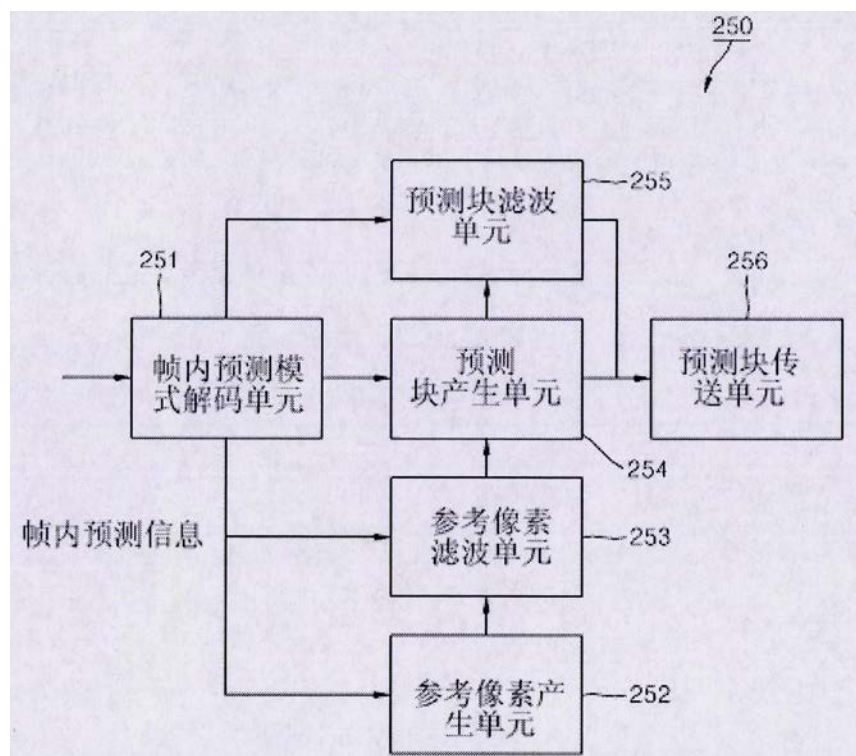 250
预测块滤波
单元
255
251
256
帧内预测模
式解码单元
预测
块产生单元
预测块传
送单元
254
帧内预测信息
参考像素
滤波单元
253
参考像素产
生单元
252